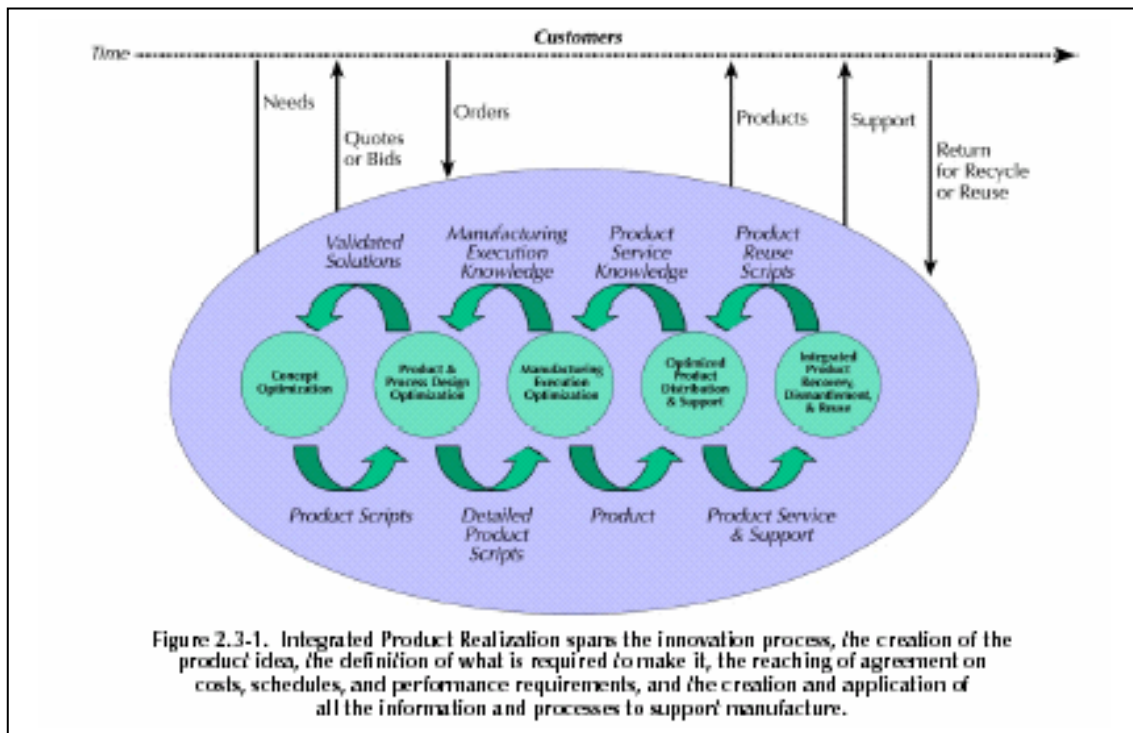 Customers
Time
Needs
Quotes
or Bids
Orders
Products
Support
Return
for Recycle
or Reuse
Validated
Solutions
Manufacturing
Execution
Knowledge
Product
Service
Knowledge
Product
Reuse
Scripts
Concept
Optimization
Product &
Process Design
Optimization
Manufacturing
Execution
Optimization
Optimized
Product
Distribution
& Support
Integrated
Product
Recovery,
Dismantlement,
& Reuse
Product Scripts
Detailed
Product
Scripts
Product
Product Service
& Support
Figure 2.3-1. Integrated Product Realization spans the innovation process, the creation of the
product idea, the definition of what is required to make it, the reaching of agreement on
costs, schedules, and performance requirements, and the creation and application of
all the information and processes to support manufacture.